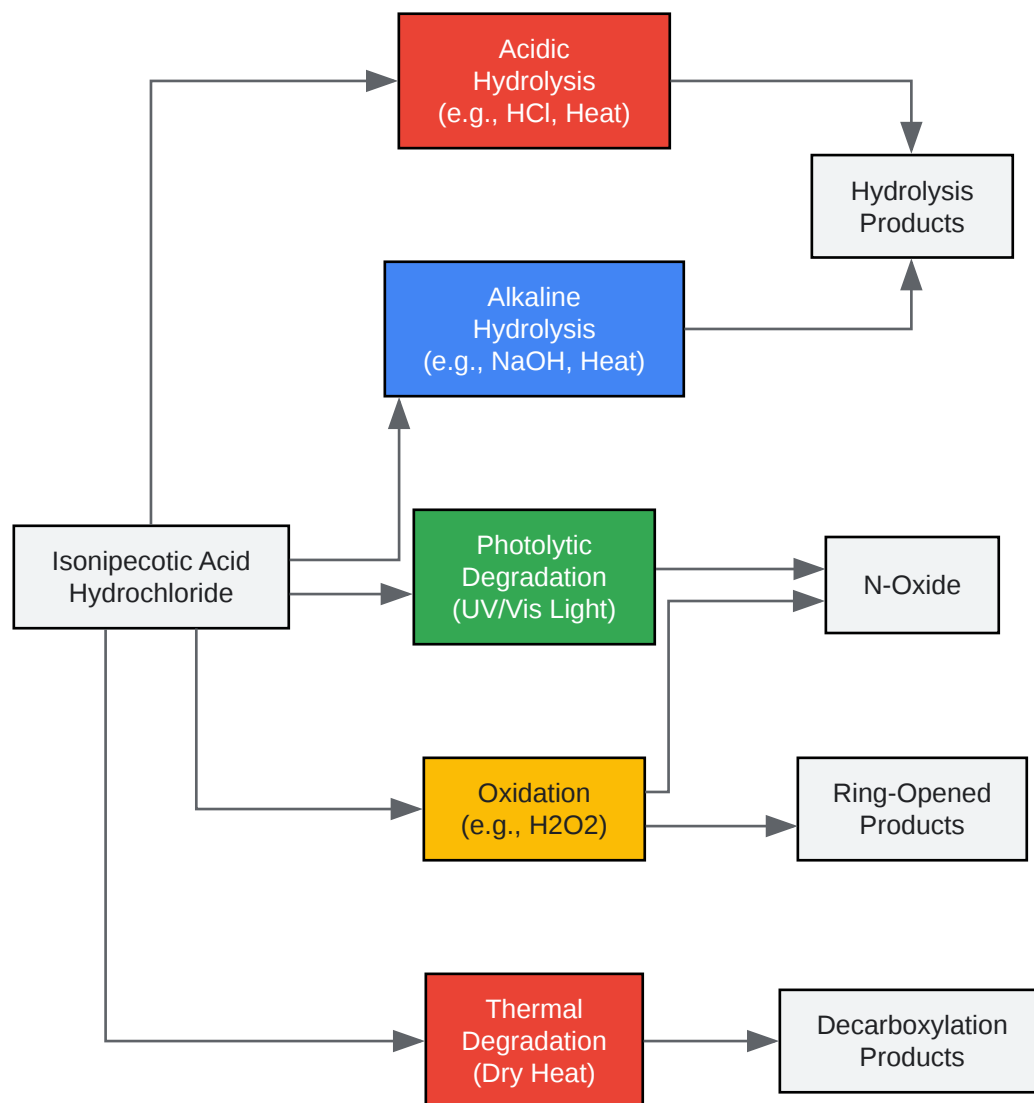 Acidic
Hydrolysis
(e.g., HCl, Heat)
Hydrolysis
Products
Alkaline
Hydrolysis
(e.g., NaOH, Heat)
Isonipecotic Acid
Hydrochloride
Photolytic
Degradation
(UV/Vis Light)
N-Oxide
Oxidation
(e.g., H2O2)
Ring-Opened
Products
Thermal
Degradation
(Dry Heat)
Decarboxylation
Products